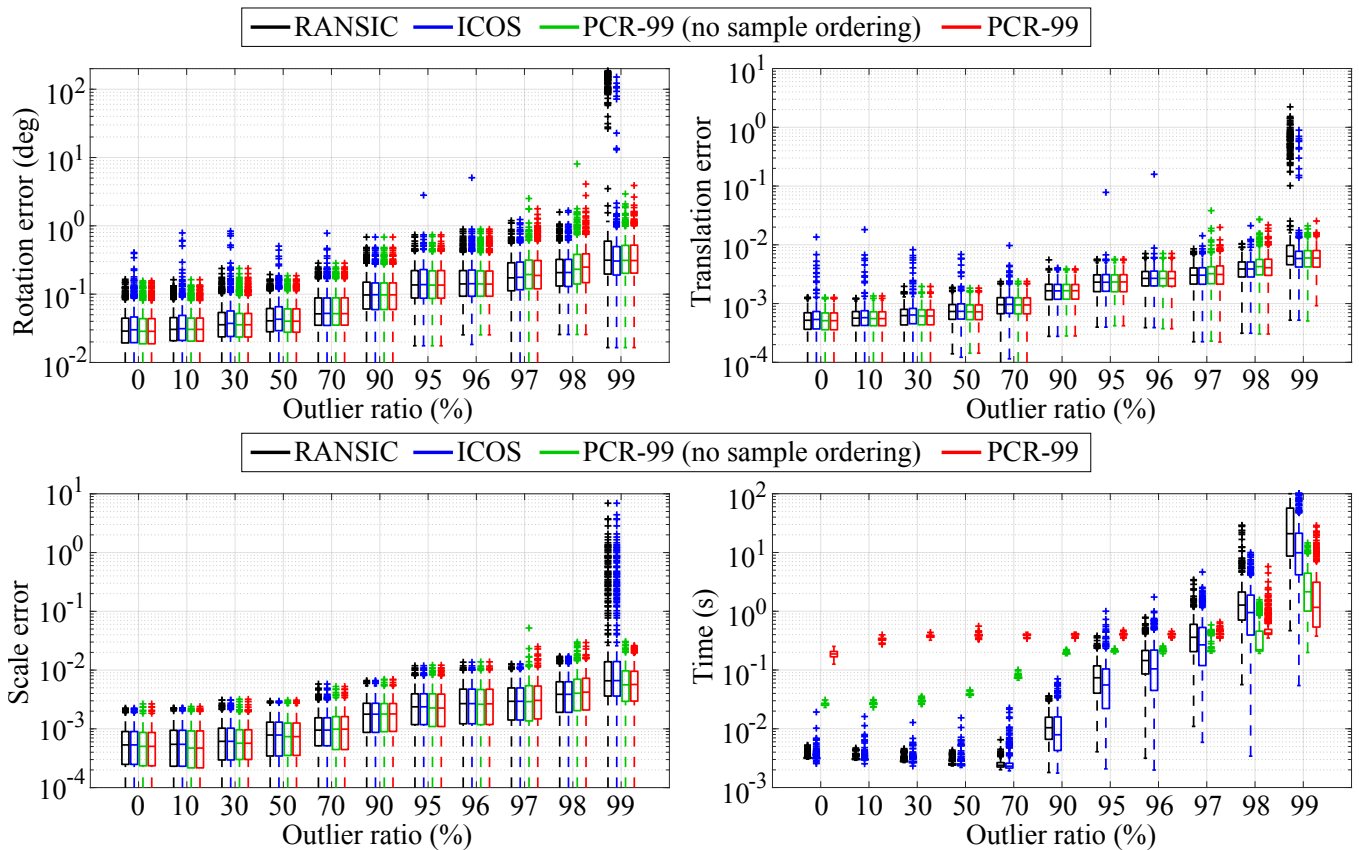 RANSIC ICOS PCR-99 (no sample ordering) PCR-99
Rotation error (deg)
10^2
10^1
10^0
10^-1
10^-2
0 10 30 50 70 90 95 96 97 98 99
Outlier ratio (%)
Translation error
10^1
10^0
10^-1
10^-2
10^-3
10^-4
0 10 30 50 70 90 95 96 97 98 99
Outlier ratio (%)
RANSIC ICOS PCR-99 (no sample ordering) PCR-99
Scale error
10^1
10^0
10^-1
10^-2
10^-3
10^-4
0 10 30 50 70 90 95 96 97 98 99
Outlier ratio (%)
Time (s)
10^2
10^1
10^0
10^-1
10^-2
10^-3
0 10 30 50 70 90 95 96 97 98 99
Outlier ratio (%)